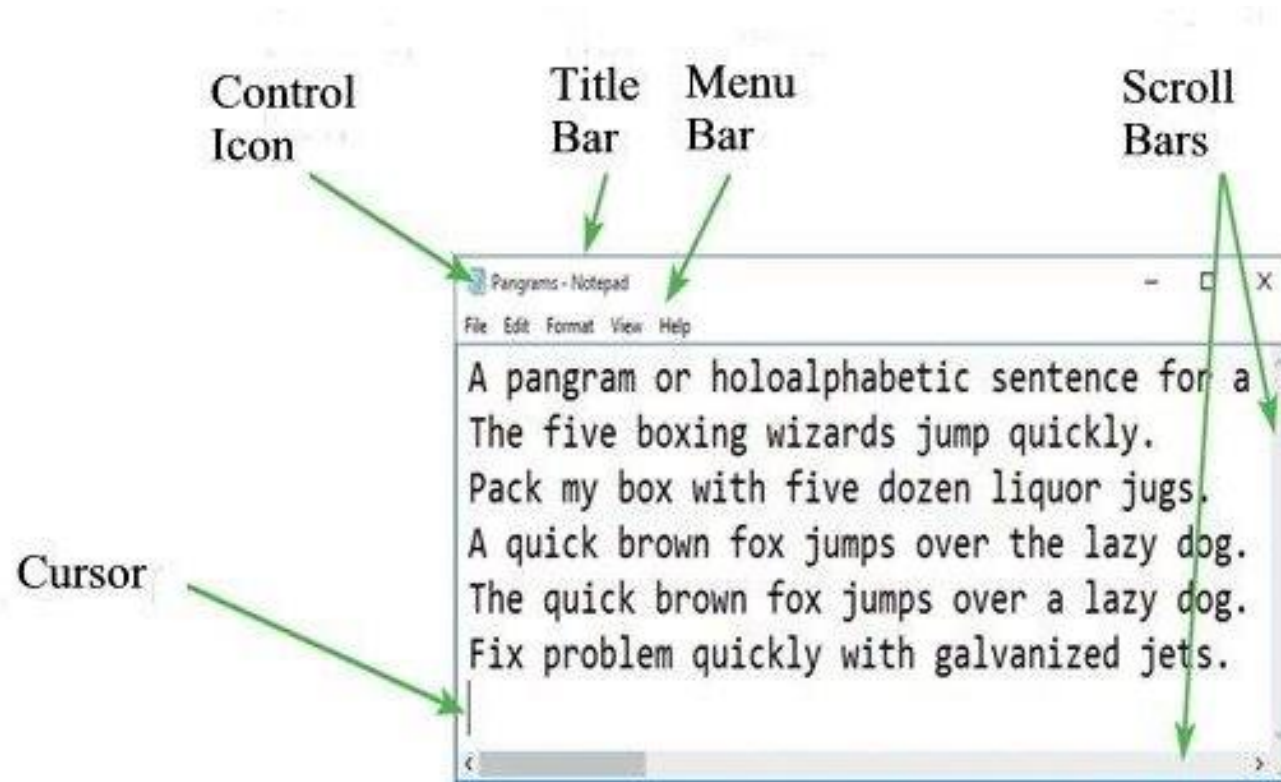 Control
Icon
Title
Bar
Menu
Bar
Scroll
Bars
Pangrams - Notepad
File Edit Format View Help
A pangram or holoalphabetic sentence for a
The five boxing wizards jump quickly.
Pack my box with five dozen liquor jugs.
A quick brown fox jumps over the lazy dog.
The quick brown fox jumps over a lazy dog.
Fix problem quickly with galvanized jets.
Cursor